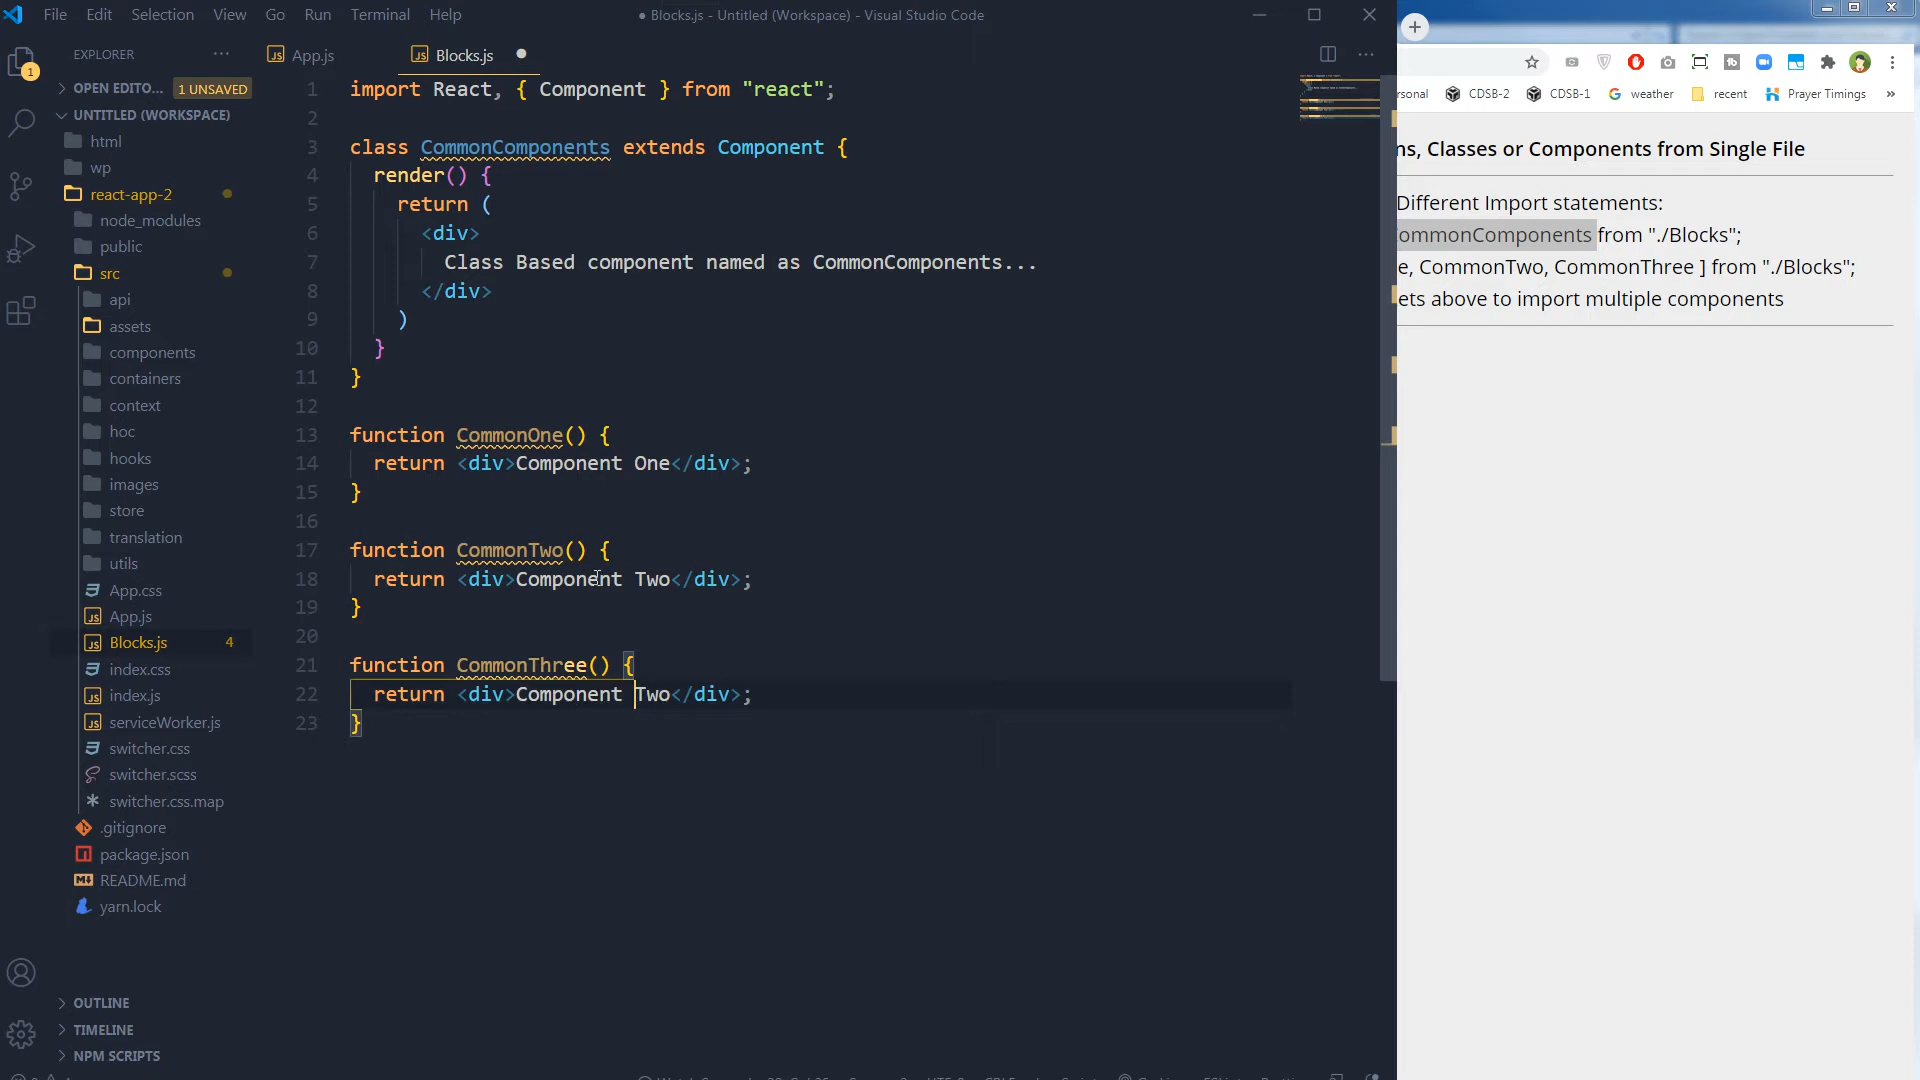 File Edit Selection View Go Run Terminal Help
● Blocks.js - Untitled (Workspace) - Visual Studio Code
EXPLORER
OPEN EDITO... 1 UNSAVED
UNTITLED (WORKSPACE)
html
wp
react-app-2
node_modules
public
src
api
assets
components
containers
context
hoc
hooks
images
store
translation
utils
App.css
App.js
Blocks.js 4
index.css
index.js
serviceWorker.js
switcher.css
switcher.scss
switcher.css.map
.gitignore
package.json
README.md
yarn.lock
OUTLINE
TIMELINE
NPM SCRIPTS
1
JS App.js
JS Blocks.js
1 import React, { Component } from "react";
2
3 class CommonComponents extends Component {
4 render() {
5 return (
6 <div>
7 Class Based component named as CommonComponents...
8 </div>
9 )
10 }
11 }
12
13 function CommonOne() {
14 return <div>Component One</div>;
15 }
16
17 function CommonTwo() {
18 return <div>Component Two</div>;
19 }
20
21 function CommonThree() {
22 return <div>Component Two</div>;
23 }
rsonal CDSB-2 CDSB-1 weather recent Prayer Timings »
ns, Classes or Components from Single File
Different Import statements:
ommonComponents from "./Blocks";
e, CommonTwo, CommonThree ] from "./Blocks";
ets above to import multiple components